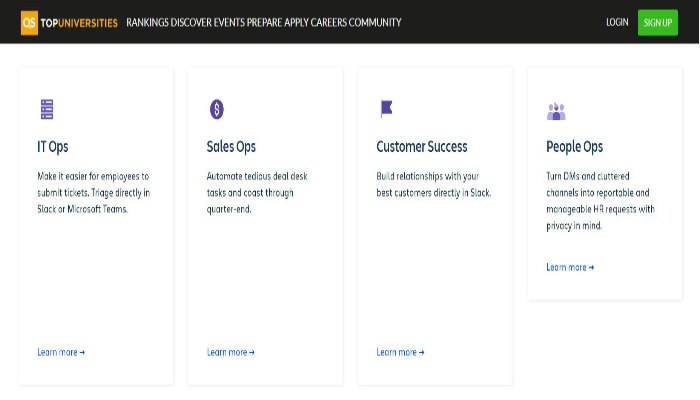 QS TOPUNIVERSITIES RANKINGS DISCOVER EVENTS PREPARE APPLY CAREERS COMMUNITY LOGIN SIGN UP
IT Ops
Make it easier for employees to
submit tickets. Triage directly in
Slack or Microsoft Teams.
Learn more →
Sales Ops
Automate tedious deal desk
tasks and coast through
quarter-end.
Learn more →
Customer Success
Build relationships with your
best customers directly in Slack.
Learn more →
People Ops
Turn DMs and cluttered
channels into reportable and
manageable HR requests with
privacy in mind.
Learn more →